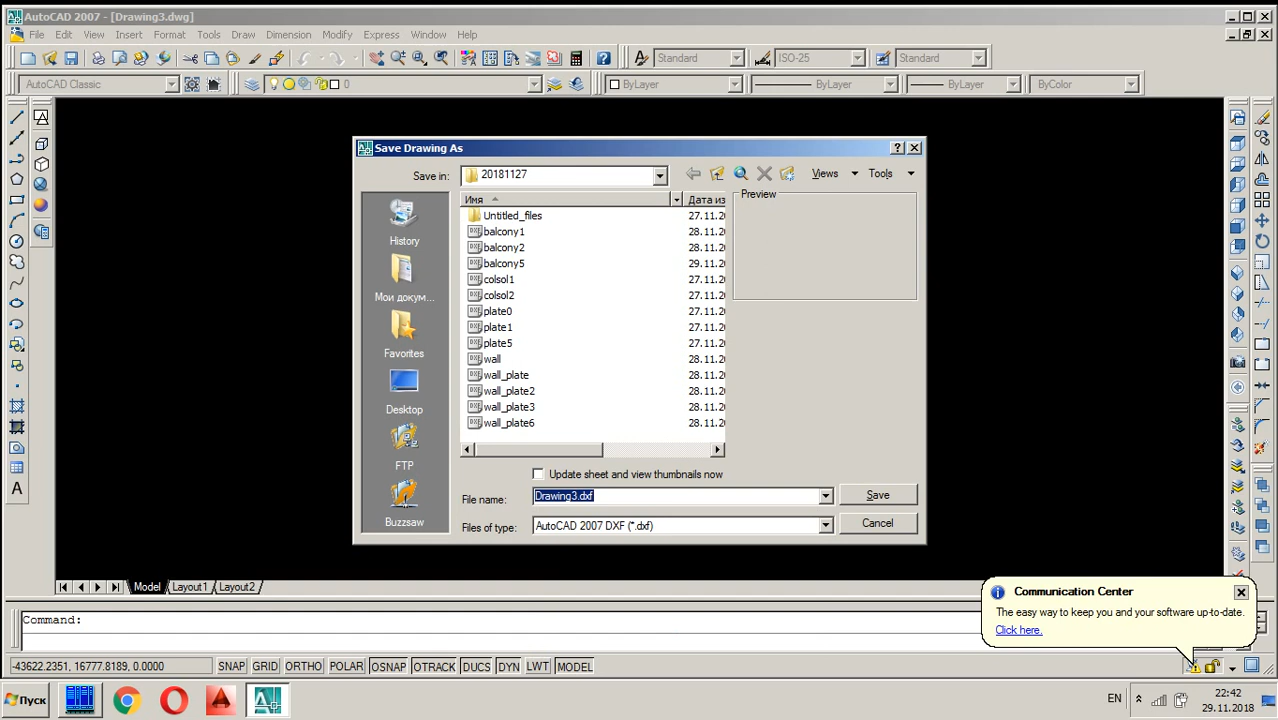 AutoCAD 2007 - [Drawing3.dwg]
File Edit View Insert Format Tools Draw Dimension Modify Express Window Help
Standard ISO-25 Standard
AutoCAD Classic 0 ByLayer ByLayer ByLayer ByColor
Save Drawing As
Save in: 20181127 Views Tools
Имя Дата из Preview
Untitled_files 27.11.20
balcony1 28.11.20
balcony2 28.11.20
balcony5 29.11.20
colsol1 27.11.20
colsol2 27.11.20
plate0 27.11.20
plate1 27.11.20
plate5 27.11.20
wall 28.11.20
wall_plate 28.11.20
wall_plate2 28.11.20
wall_plate3 28.11.20
wall_plate6 28.11.20
History
Мои докум...
Favorites
Desktop
FTP
Buzzsaw
Update sheet and view thumbnails now
File name: Drawing3.dxf Save
Files of type: AutoCAD 2007 DXF (*.dxf) Cancel
Model Layout1 Layout2
Communication Center
The easy way to keep you and your software up-to-date.
Click here.
Command:
-43622.2351, 16777.8189, 0.0000 SNAP GRID ORTHO POLAR OSNAP OTRACK DUCS DYN LWT MODEL
Пуск EN 22:42
29.11.2018